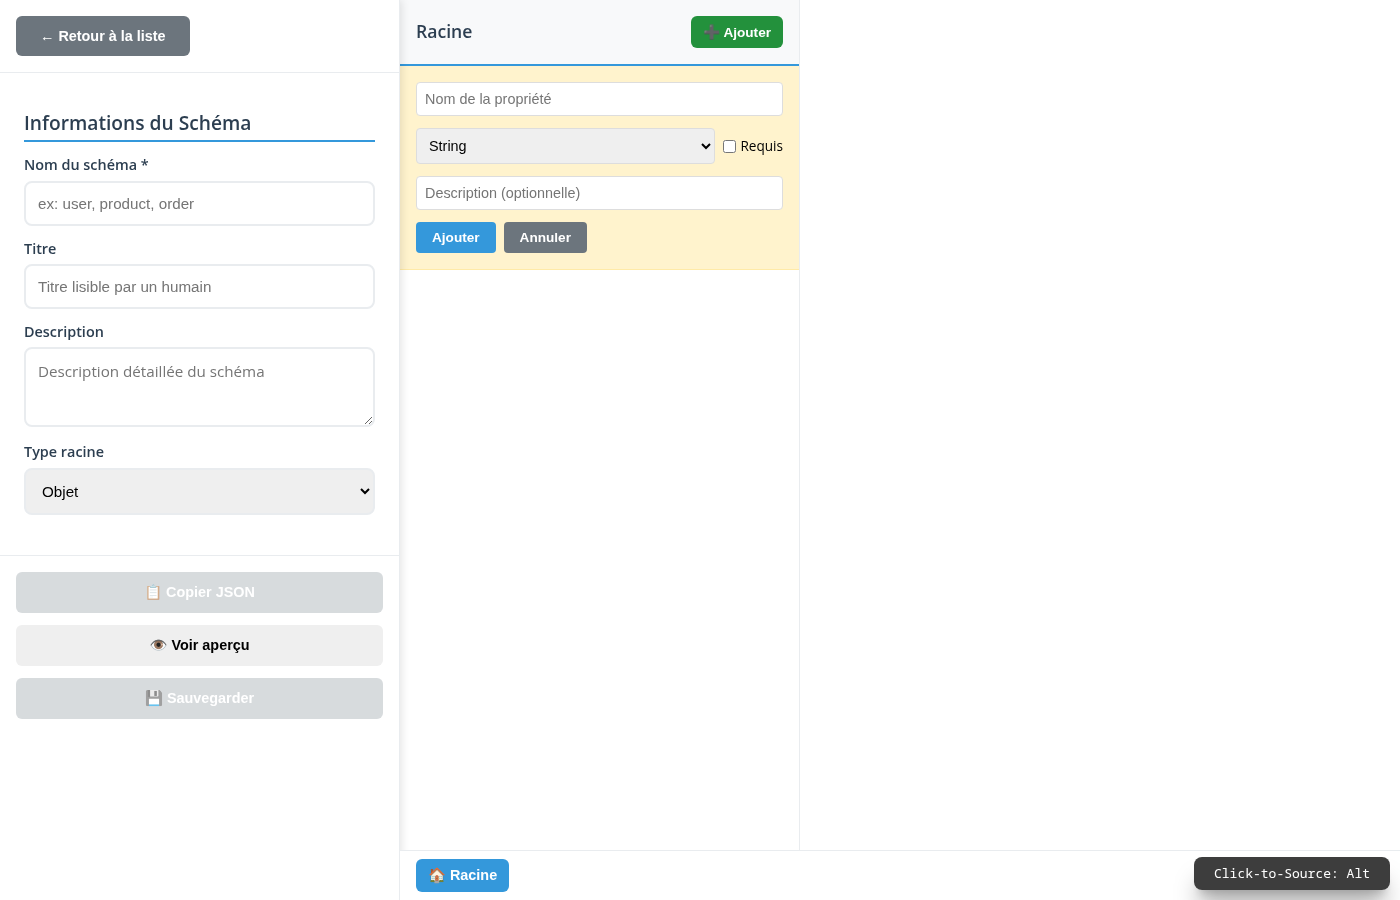 ← Retour à la liste
Informations du Schéma
Nom du schéma *
ex: user, product, order
Titre
Titre lisible par un humain
Description
Description détaillée du schéma
Type racine
Objet
📋 Copier JSON
👁️ Voir aperçu
💾 Sauvegarder
Racine
➕ Ajouter
Nom de la propriété
String
Requis
Description (optionnelle)
Ajouter
Annuler
🏠 Racine
Click-to-Source: Alt